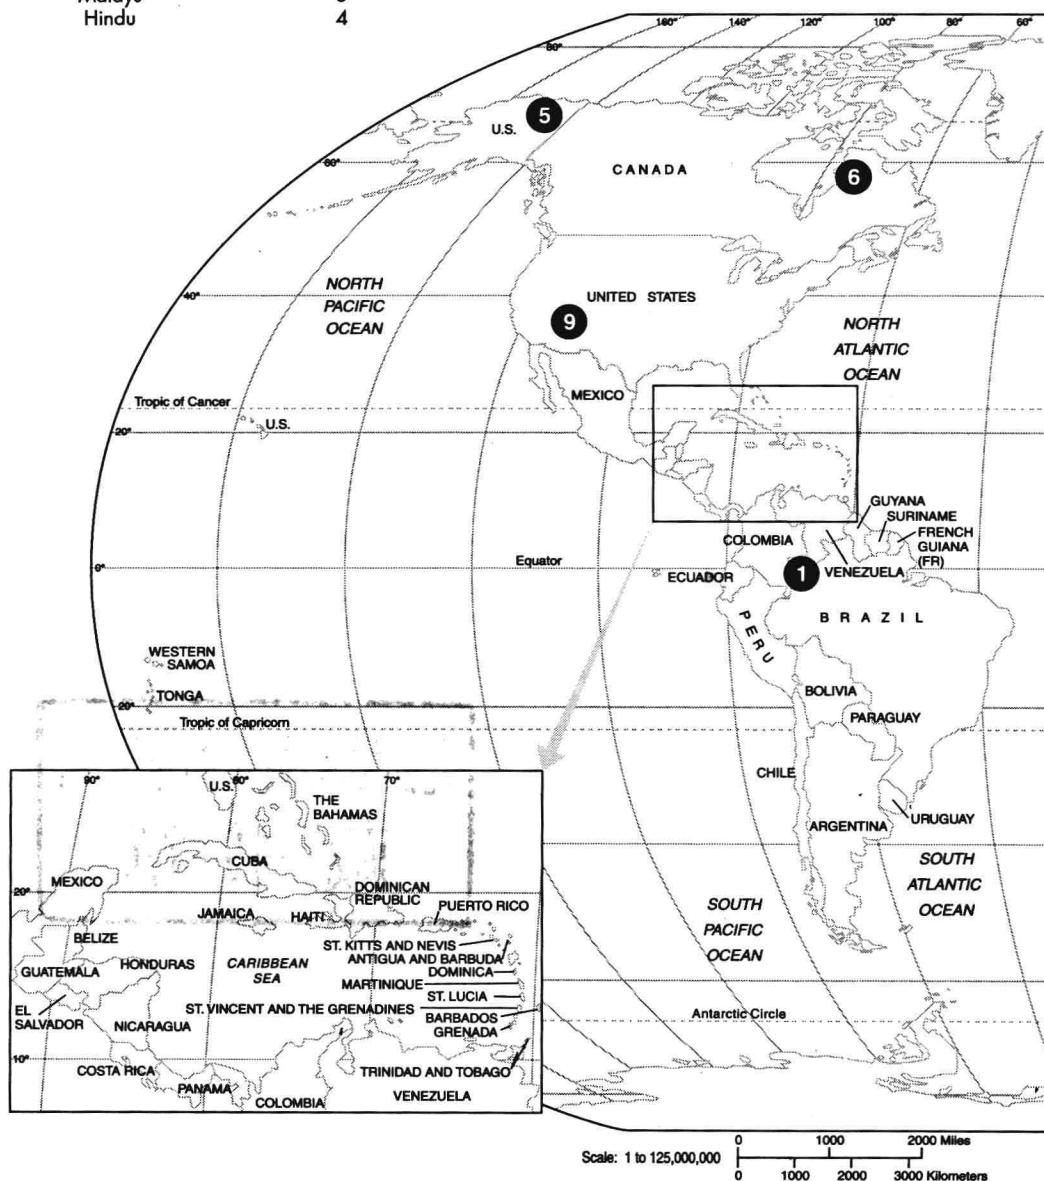 Hindu 4
160° 140° 120° 100° 80° 60°
80°
5
U.S.
CANADA
60°
6
NORTH
PACIFIC
OCEAN
40°
UNITED STATES
9
NORTH
ATLANTIC
OCEAN
MEXICO
Tropic of Cancer
U.S.
20°
GUYANA
SURINAME
FRENCH
GUIANA
(FR)
COLOMBIA
VENEZUELA
Equator
0°
ECUADOR
1
BRAZIL
PERU
WESTERN
SAMOA
TONGA
20°
Tropic of Capricorn
BOLIVIA
PARAGUAY
CHILE
ARGENTINA
URUGUAY
SOUTH
ATLANTIC
OCEAN
SOUTH
PACIFIC
OCEAN
Antarctic Circle
90° 80° 70°
U.S.
THE
BAHAMAS
CUBA
MEXICO
20°
DOMINICAN
REPUBLIC
PUERTO RICO
JAMAICA
HAITI
BELIZE
ST. KITTS AND NEVIS
ANTIGUA AND BARBUDA
GUATEMALA
HONDURAS
CARIBBEAN
SEA
DOMINICA
MARTINIQUE
ST. LUCIA
EL
SALVADOR
ST. VINCENT AND THE GRENADINES
BARBADOS
NICARAGUA
GRENADA
10°
COSTA RICA
TRINIDAD AND TOBAGO
PANAMA
COLOMBIA
VENEZUELA
Scale: 1 to 125,000,000
0 1000 2000 Miles
0 1000 2000 3000 Kilometers